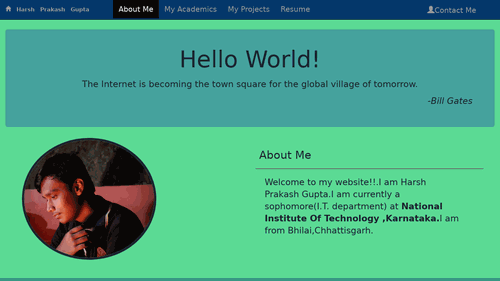 Harsh Prakash Gupta About Me My Academics My Projects Resume Contact Me
Hello World!
The Internet is becoming the town square for the global village of tomorrow.
-Bill Gates
About Me
Welcome to my website!!.I am Harsh
Prakash Gupta.I am currently a
sophomore(I.T. department) at National
Institute Of Technology ,Karnataka.I am
from Bhilai,Chhattisgarh.